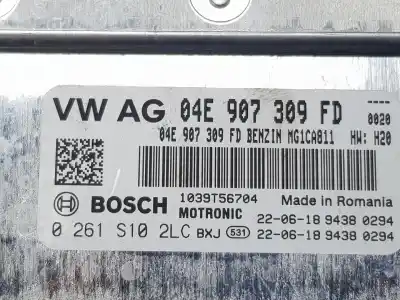 VW AG 04E 907 309 FD ----
0020
04E 907 309 FD BENZIN MG1CA811 HW: H20
1039T56704 Made in Romania
BOSCH MOTRONIC 22-06-18 9438 0294
0 261 S10 2LC BXJ 531 22-06-18 9438 0294